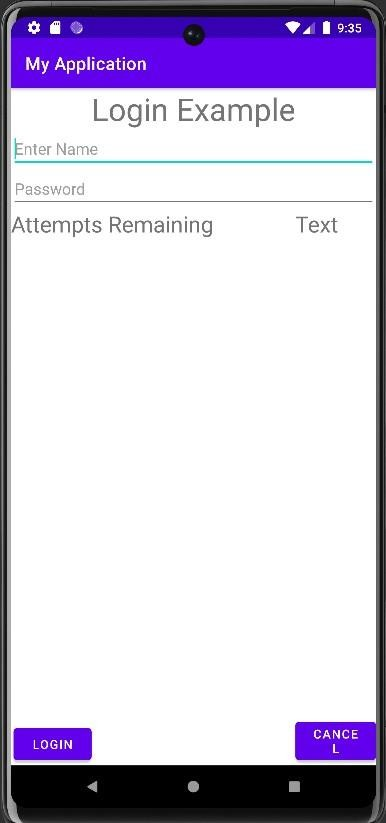 9:35
My Application
Login Example
Enter Name
Password
Attempts Remaining Text
LOGIN
CANCE
L